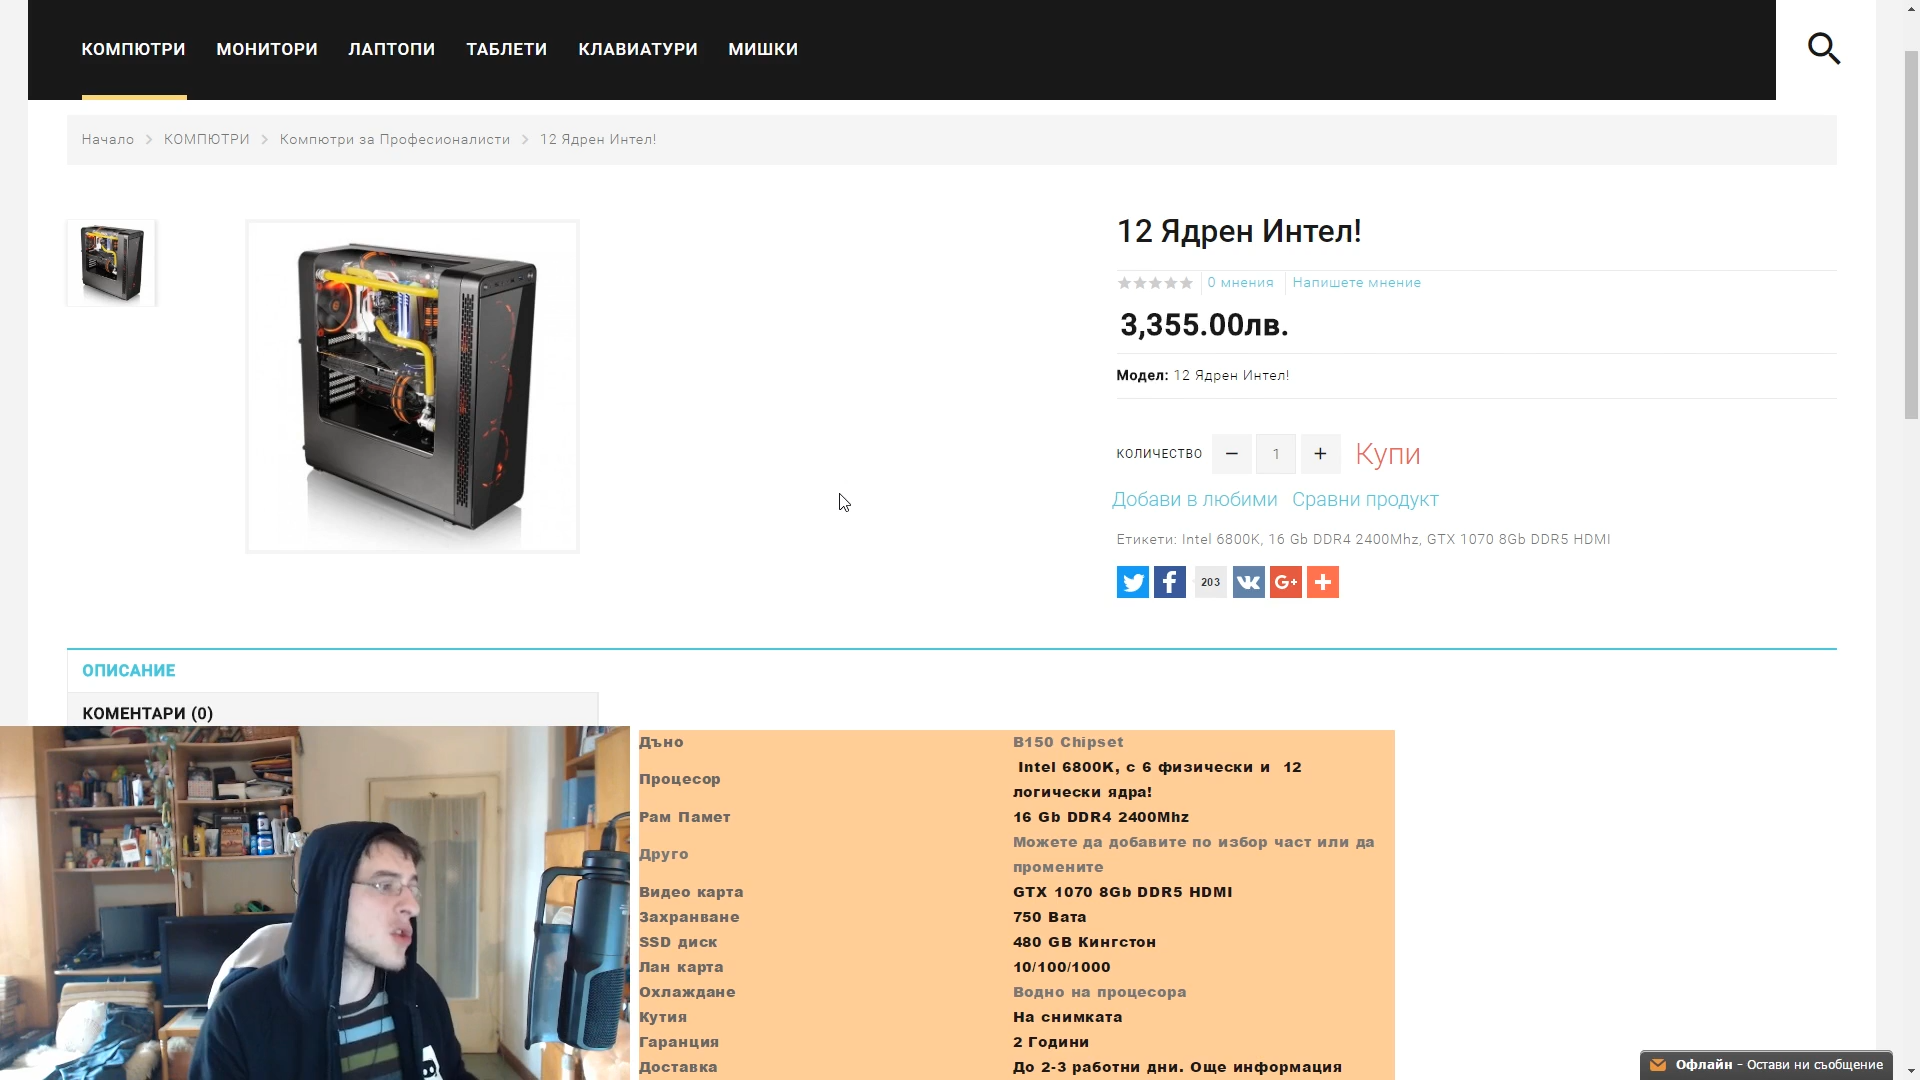 КОМПЮТРИ МОНИТОРИ ЛАПТОПИ ТАБЛЕТИ КЛАВИАТУРИ МИШКИ
Начало КОМПЮТРИ Компютри за Професионалисти 12 Ядрен Интел!
12 Ядрен Интел!
0 мнения Напишете мнение
3,355.00лв.
Модел: 12 Ядрен Интел!
КОЛИЧЕСТВО − 1 + Купи
Добави в любими Сравни продукт
Етикети: Intel 6800K, 16 Gb DDR4 2400Mhz, GTX 1070 8Gb DDR5 HDMI
203 G+
ОПИСАНИЕ
КОМЕНТАРИ (0)
Дъно B150 Chipset
Процесор Intel 6800K, с 6 физически и 12
логически ядра!
Рам Памет 16 Gb DDR4 2400Mhz
Друго Можете да добавите по избор част или да
промените
Видео карта GTX 1070 8Gb DDR5 HDMI
Захранване 750 Вата
SSD диск 480 GB Кингстон
Лан карта 10/100/1000
Охлаждане Водно на процесора
Кутия На снимката
Гаранция 2 Години
Доставка До 2-3 работни дни. Още информация
Офлайн - Остави ни съобщение